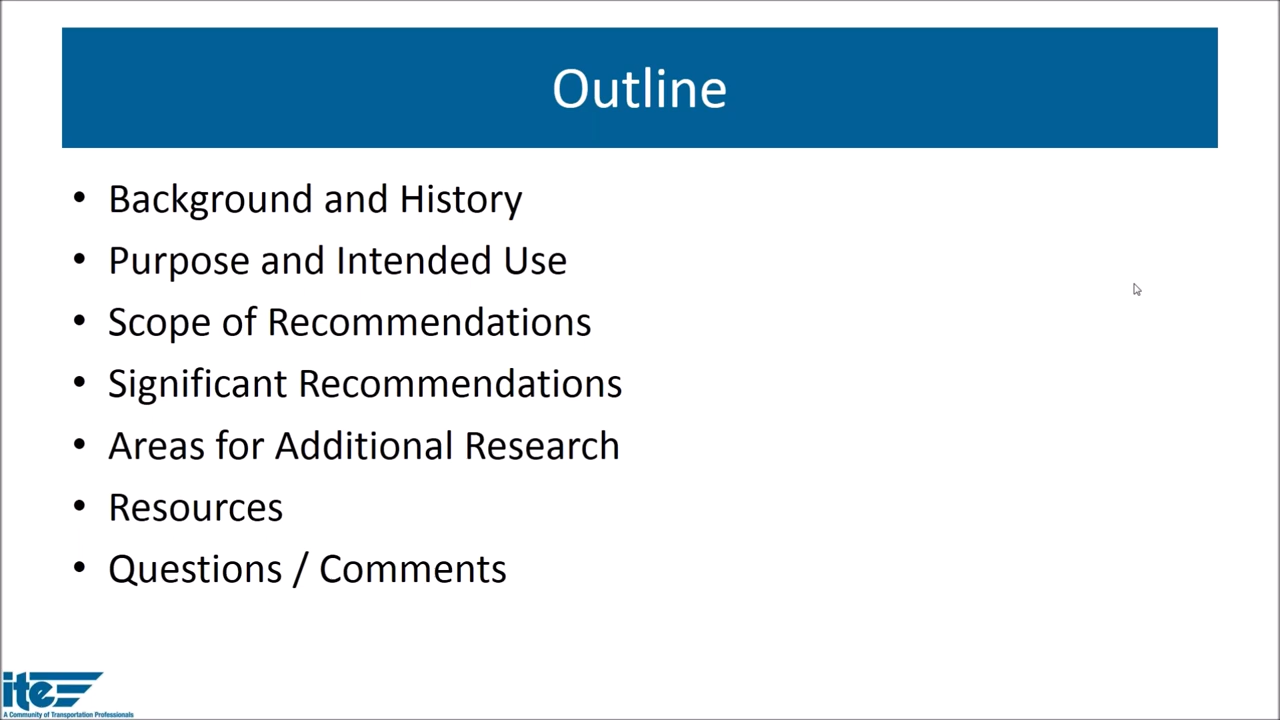 Outline
• Background and History
• Purpose and Intended Use
• Scope of Recommendations
• Significant Recommendations
• Areas for Additional Research
• Resources
• Questions / Comments
ite
A Community of Transportation Professionals